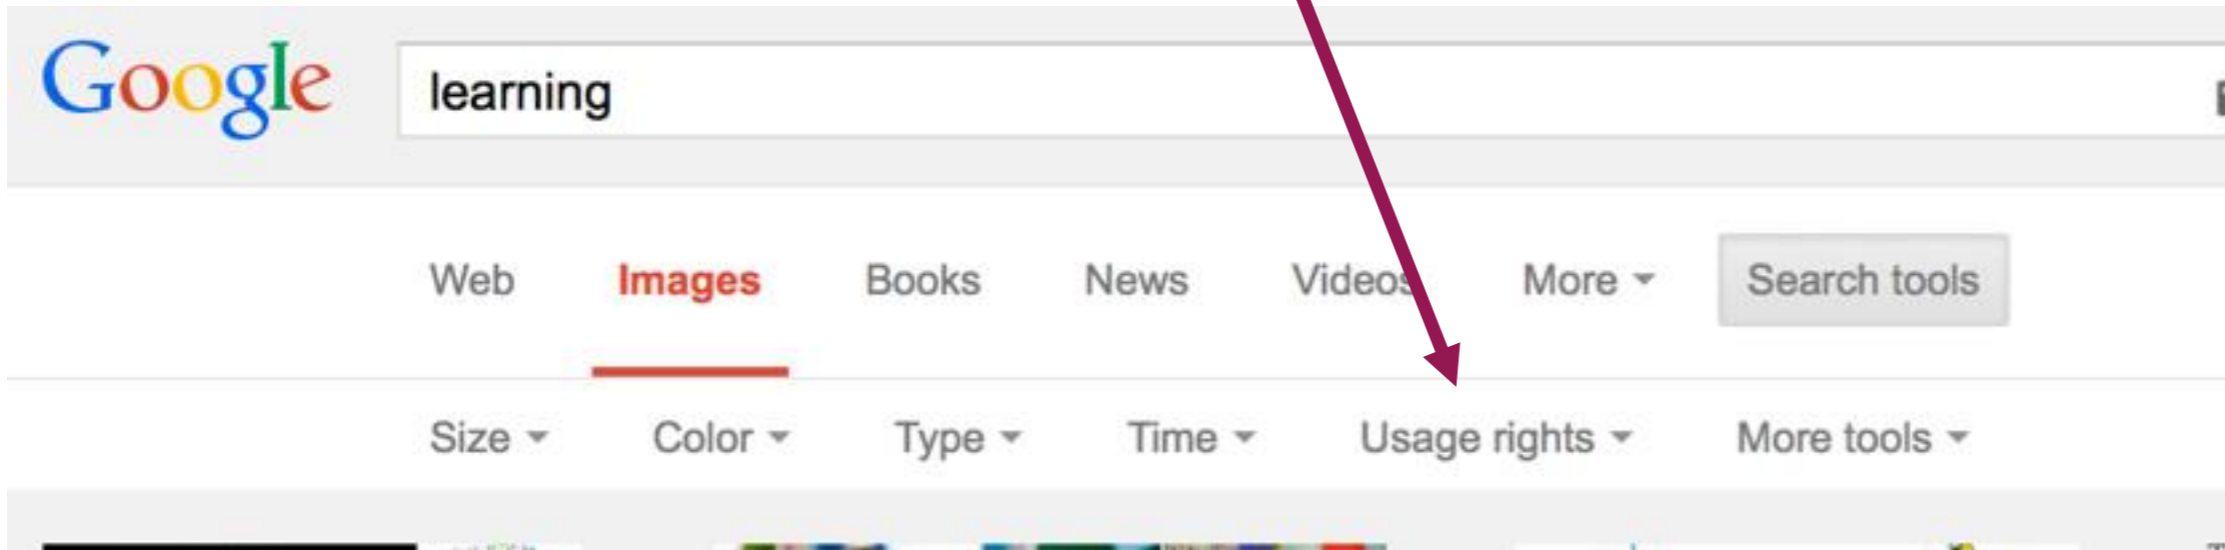 Google learning
Web Images Books News Videos More Search tools
Size Color Type Time Usage rights More tools